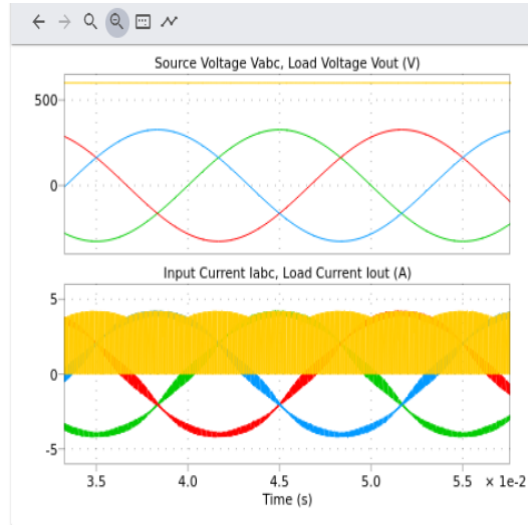 Source Voltage Vabc, Load Voltage Vout (V)
500
0
Input Current Iabc, Load Current Iout (A)
5
0
-5
3.5 4.0 4.5 5.0 5.5 × 1e-2
Time (s)